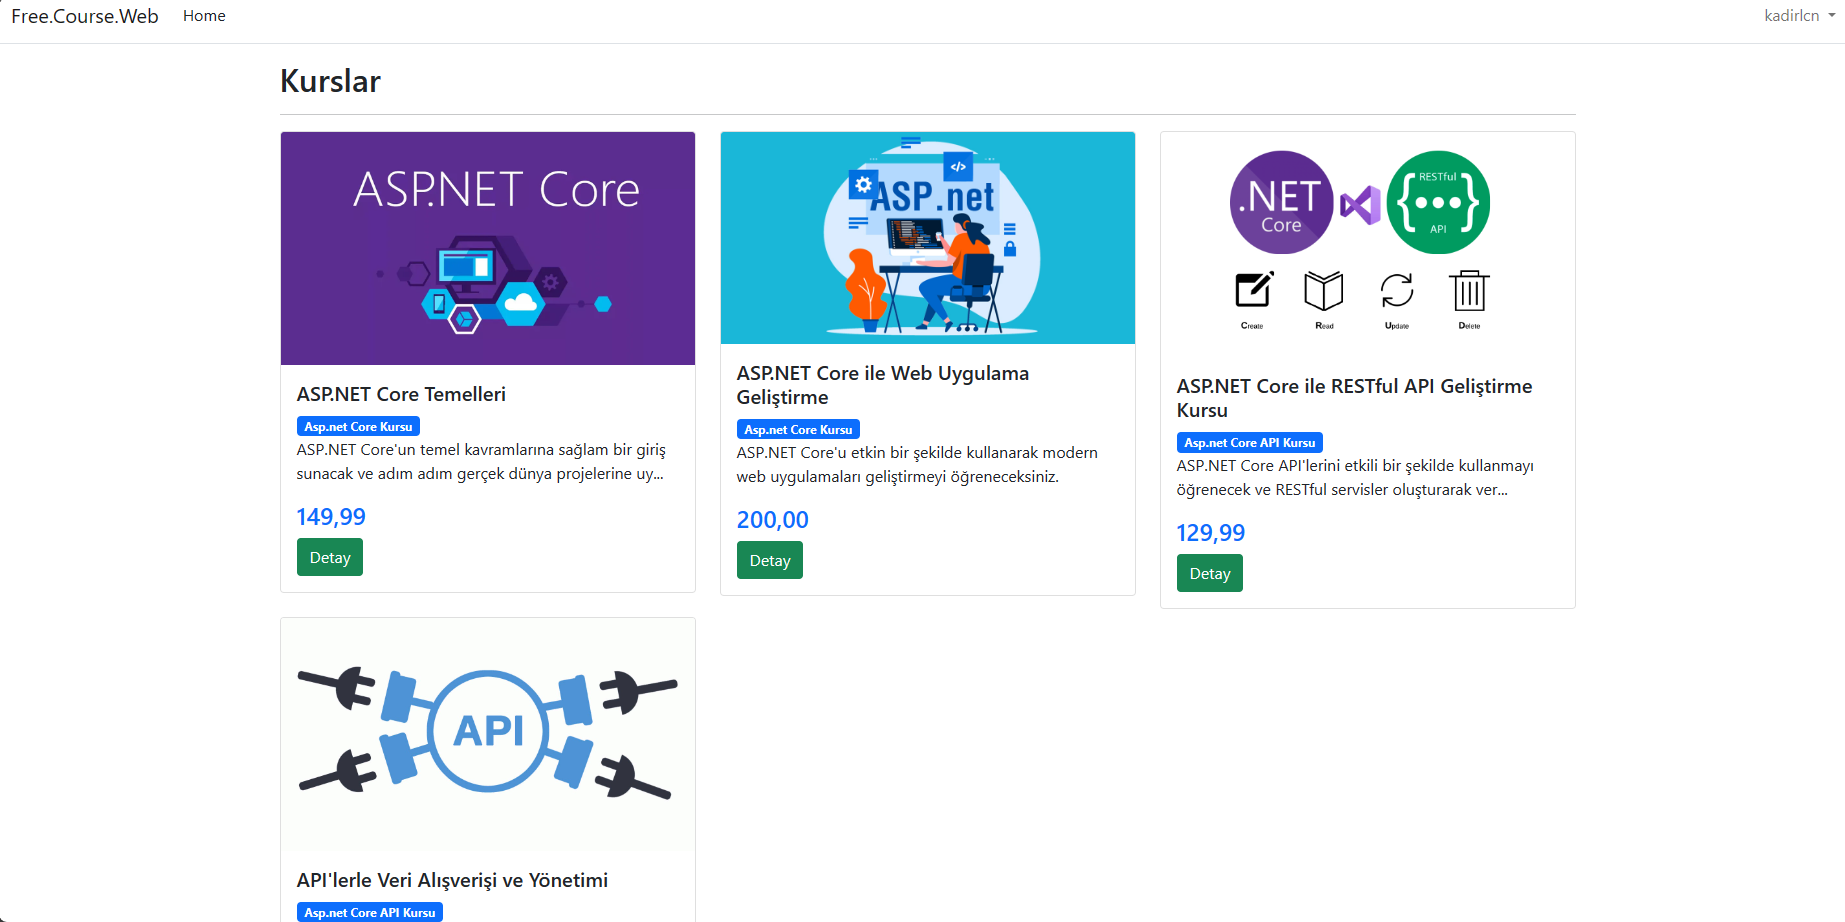 Free.Course.Web Home kadirlcn
Kurslar
ASP.NET Core
ASP.NET Core Temelleri
Asp.net Core Kursu
ASP.NET Core'un temel kavramlarına sağlam bir giriş
sunacak ve adım adım gerçek dünya projelerine uy...
149,99
Detay
</>
ASP.net
ASP.NET Core ile Web Uygulama
Geliştirme
Asp.net Core Kursu
ASP.NET Core'u etkin bir şekilde kullanarak modern
web uygulamaları geliştirmeyi öğreneceksiniz.
200,00
Detay
.NET
Core
RESTful
{•••}
API
Create Read Update Delete
ASP.NET Core ile RESTful API Geliştirme
Kursu
Asp.net Core API Kursu
ASP.NET Core API'lerini etkili bir şekilde kullanmayı
öğrenecek ve RESTful servisler oluşturarak ver...
129,99
Detay
API
API'lerle Veri Alışverişi ve Yönetimi
Asp.net Core API Kursu